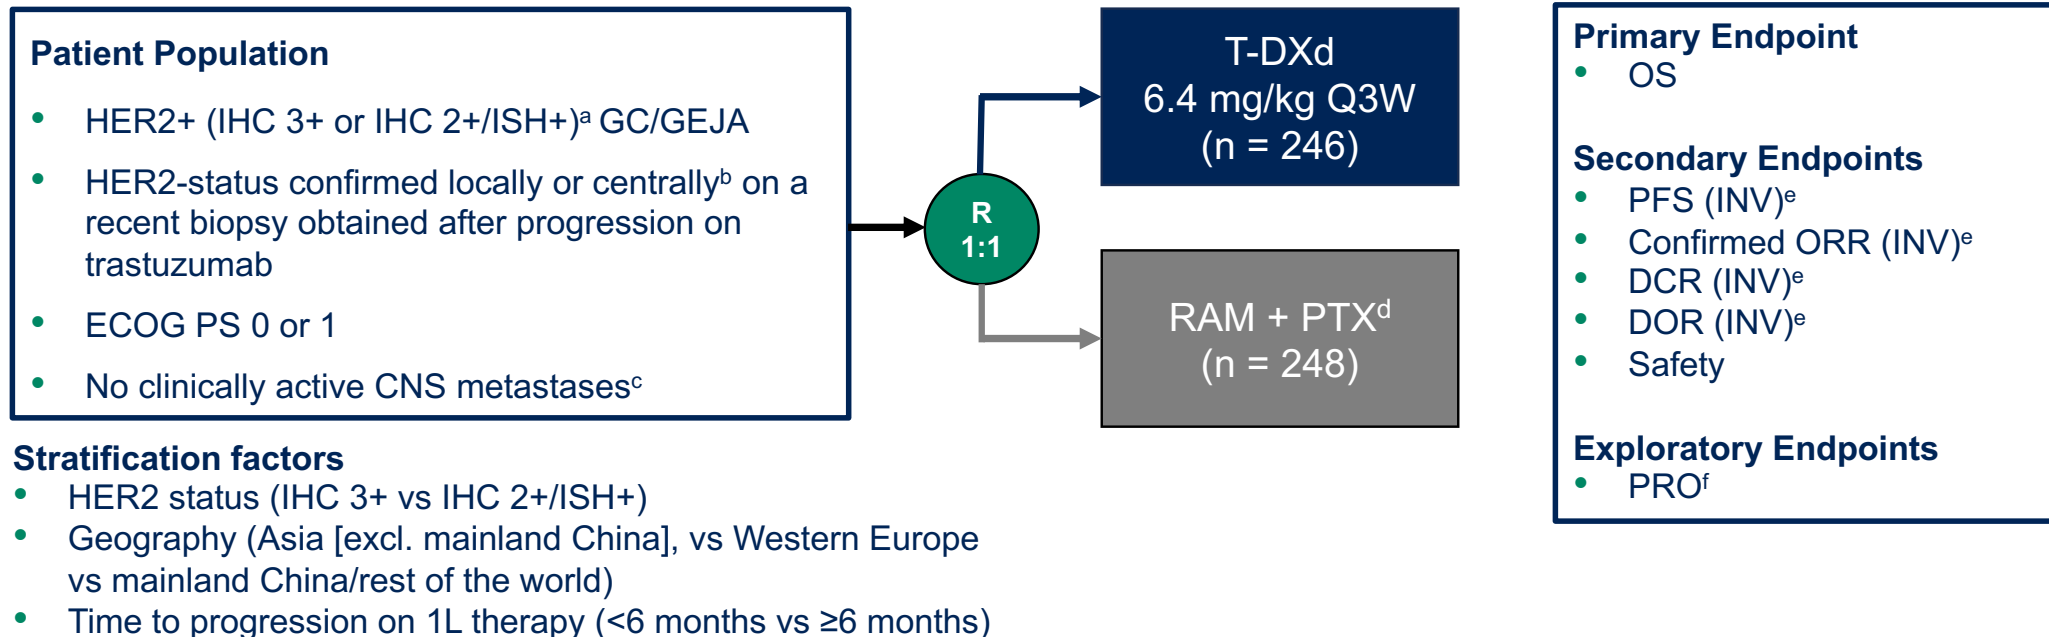 Patient Population
• HER2+ (IHC 3+ or IHC 2+/ISH+)ᵃ GC/GEJA
• HER2-status confirmed locally or centrallyᵇ on a
recent biopsy obtained after progression on
trastuzumab
• ECOG PS 0 or 1
• No clinically active CNS metastasesᶜ
Stratification factors
• HER2 status (IHC 3+ vs IHC 2+/ISH+)
• Geography (Asia [excl. mainland China], vs Western Europe
vs mainland China/rest of the world)
• Time to progression on 1L therapy (<6 months vs ≥6 months)
R
1:1
T-DXd
6.4 mg/kg Q3W
(n = 246)
RAM + PTXᵈ
(n = 248)
Primary Endpoint
• OS
Secondary Endpoints
• PFS (INV)ᵉ
• Confirmed ORR (INV)ᵉ
• DCR (INV)ᵉ
• DOR (INV)ᵉ
• Safety
Exploratory Endpoints
• PROᶠ